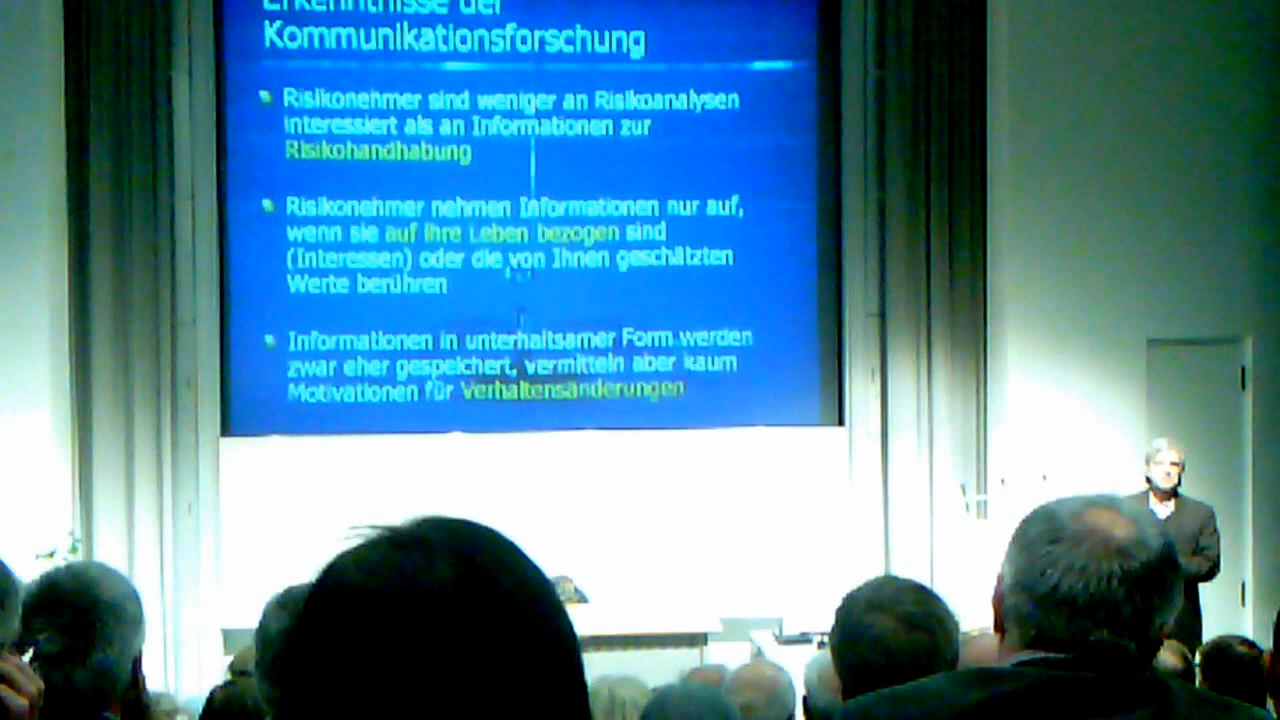 Erkenntnisse der
Kommunikationsforschung
Risikonehmer sind weniger an Risikoanalysen
interessiert als an Informationen zur
Risikohandhabung
Risikonehmer nehmen Informationen nur auf,
wenn sie auf ihre Leben bezogen sind
(Interessen) oder die von Ihnen geschätzten
Werte berühren
Informationen in unterhaltsamer Form werden
zwar eher gespeichert, vermitteln aber kaum
Motivationen für Verhaltensänderungen